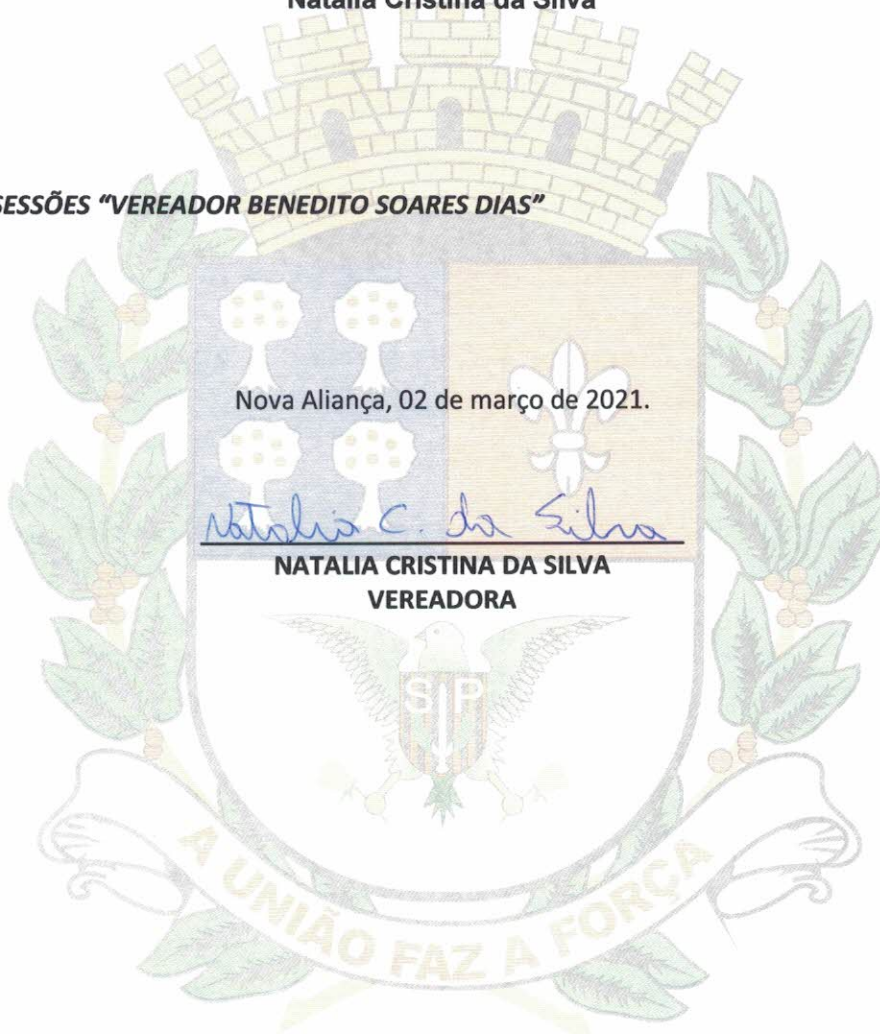 Natalia Cristina da Silva
SESSÕES “VEREADOR BENEDITO SOARES DIAS”
Nova Aliança, 02 de março de 2021.
Natalia C. da Silva
NATALIA CRISTINA DA SILVA
VEREADORA
S P
A UNIÃO FAZ A FORÇA